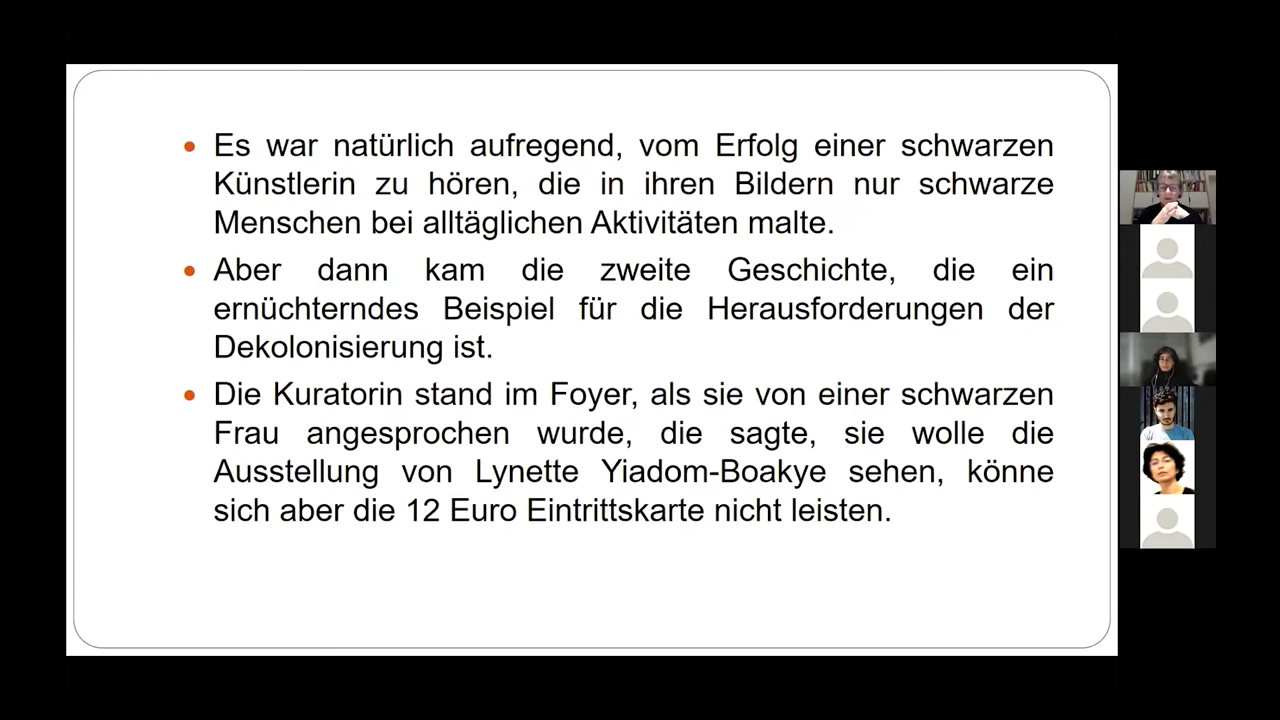 Es war natürlich aufregend, vom Erfolg einer schwarzen
Künstlerin zu hören, die in ihren Bildern nur schwarze
Menschen bei alltäglichen Aktivitäten malte.
Aber dann kam die zweite Geschichte, die ein
ernüchterndes Beispiel für die Herausforderungen der
Dekolonisierung ist.
Die Kuratorin stand im Foyer, als sie von einer schwarzen
Frau angesprochen wurde, die sagte, sie wolle die
Ausstellung von Lynette Yiadom-Boakye sehen, könne
sich aber die 12 Euro Eintrittskarte nicht leisten.